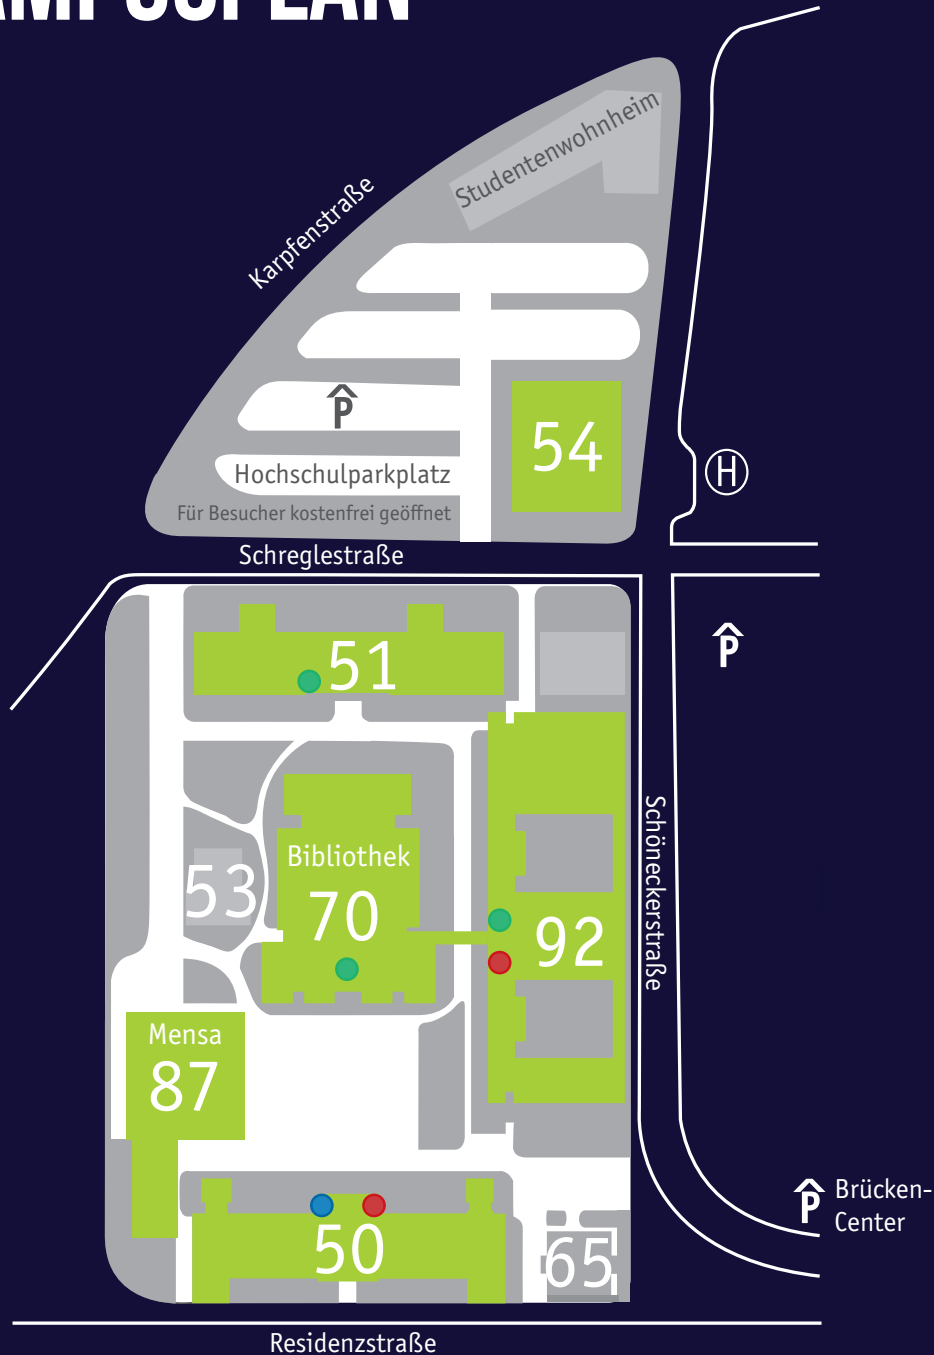 AMPUSPLAN
Studentenwohnheim
Karpfenstraße
P
54
Hochschulparkplatz
H
Für Besucher kostenfrei geöffnet
Schreglestraße
51
P
Schöneckerstraße
Bibliothek
53
70
92
Mensa
87
P
Brücken-
Center
50
65
Residenzstraße